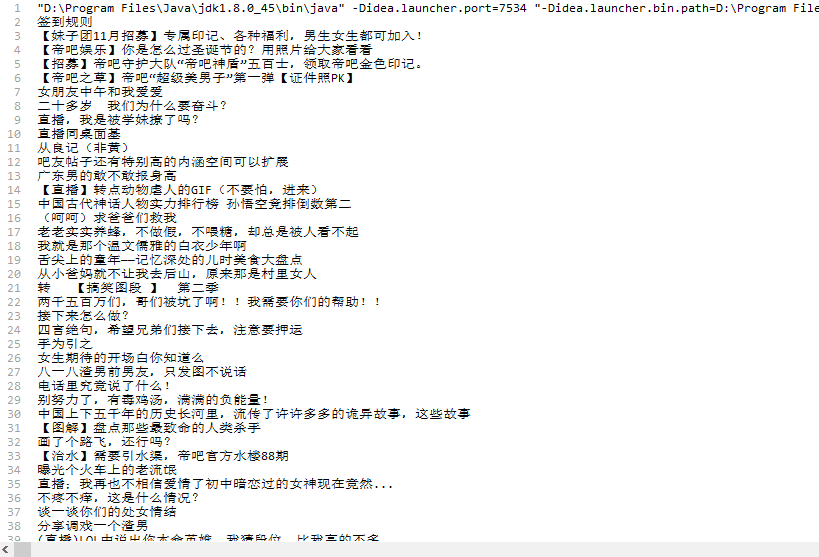 1 "D:\Program Files\Java\jdk1.8.0_45\bin\java" -Didea.launcher.port=7534 "-Didea.launcher.bin.path=D:\Program File
2 签到规则
3 【妹子团11月招募】专属印记、各种福利，男生女生都可加入！
4 【帝吧娱乐】你是怎么过圣诞节的？用照片给大家看看
5 【招募】帝吧守护大队“帝吧神盾”五百士，领取帝吧金色印记。
6 【帝吧之草】帝吧“超级美男子”第一弹【证件照PK】
7 女朋友中午和我爱爱
8 二十多岁　我们为什么要奋斗？
9 直播，我是被学妹撩了吗？
10 直播同桌面基
11 从良记（非黄）
12 吧友帖子还有特别高的内涵空间可以扩展
13 广东男的敢不敢报身高
14 【直播】转点动物虐人的GIF（不要怕，进来）
15 中国古代神话人物实力排行榜 孙悟空竟排倒数第二
16 （呵呵）求爸爸们救我
17 老老实实养蜂，不做假，不喂糖，却总是被人看不起
18 我就是那个温文儒雅的白衣少年啊
19 舌尖上的童年——记忆深处的儿时美食大盘点
20 从小爸妈就不让我去后山，原来那是村里女人
21 转　　【搞笑图段 】　第二季
22 两千五百万们，哥们被坑了啊！！我需要你们的帮助！！
23 接下来怎么做？
24 四言绝句，希望兄弟们接下去，注意要押运
25 手为引之
26 女生期待的开场白你知道么
27 八一八渣男前男友，只发图不说话
28 电话里究竟说了什么！
29 别努力了，有毒鸡汤，满满的负能量！
30 中国上下五千年的历史长河里，流传了许许多多的诡异故事，这些故事
31 【图解】盘点那些最致命的人类杀手
32 画了个路飞，还行吗？
33 【治水】需要引水渠，帝吧官方水楼88期
34 曝光个火车上的老流氓
35 直播：我再也不相信爱情了初中暗恋过的女神现在竟然...
36 不疼不痒，这是什么情况？
37 谈一谈你们的处女情结
38 分享调戏一个渣男
39 (直播)LOL中说出你本命英雄，我猜段位，比我高的不多